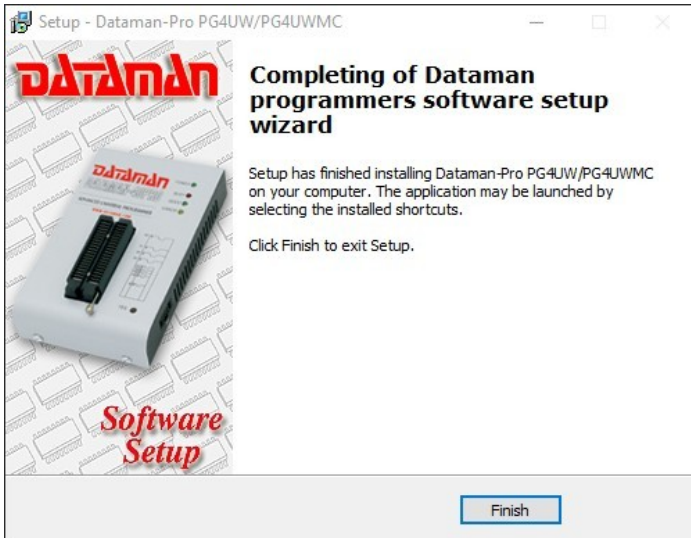 Setup - Dataman-Pro PG4UW/PG4UWMC
DATAMAN
Completing of Dataman
programmers software setup
wizard
Setup has finished installing Dataman-Pro PG4UW/PG4UWMC
on your computer. The application may be launched by
selecting the installed shortcuts.
Click Finish to exit Setup.
DATAMAN
Software
Setup
Finish